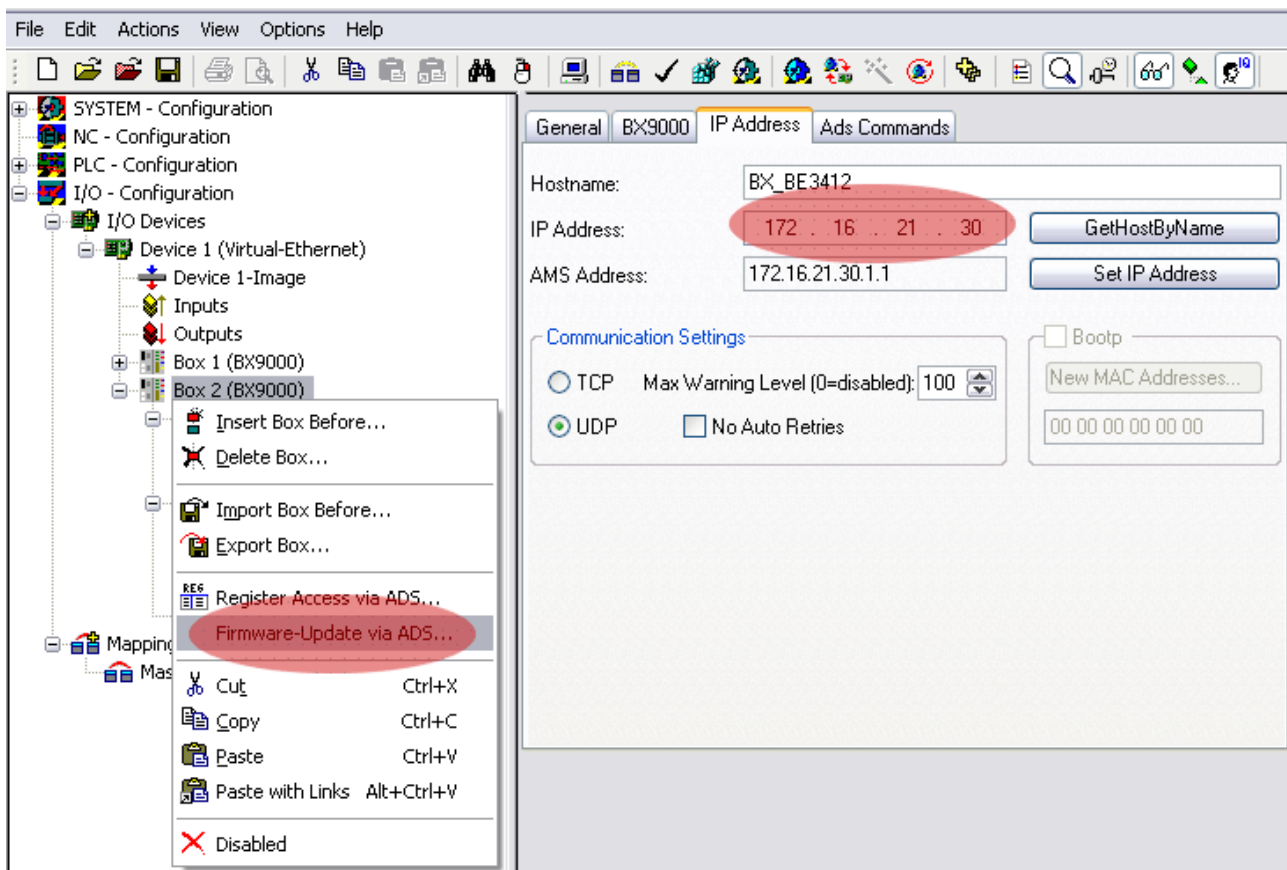 File Edit Actions View Options Help
SYSTEM - Configuration
NC - Configuration
PLC - Configuration
I/O - Configuration
I/O Devices
Device 1 (Virtual-Ethernet)
Device 1-Image
Inputs
Outputs
Box 1 (BX9000)
Box 2 (BX9000)
Insert Box Before...
Delete Box...
Import Box Before...
Export Box...
REG Register Access via ADS...
Firmware-Update via ADS...
Mapping
Mas
Cut Ctrl+X
Copy Ctrl+C
Paste Ctrl+V
Paste with Links Alt+Ctrl+V
Disabled
General BX9000 IP Address Ads Commands
Hostname: BX_BE3412
IP Address: 172 . 16 . 21 . 30 GetHostByName
AMS Address: 172.16.21.30.1.1 Set IP Address
Communication Settings
TCP Max Warning Level (0=disabled): 100
UDP No Auto Retries
Bootp
New MAC Addresses...
00 00 00 00 00 00